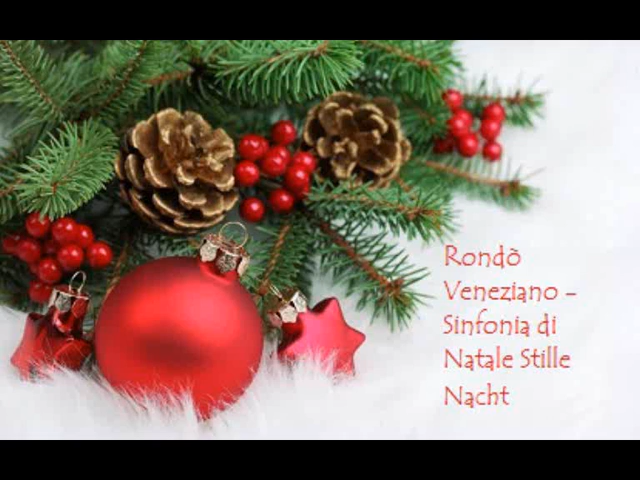 Rondò
Veneziano -
Sinfonia di
Natale Stille
Nacht